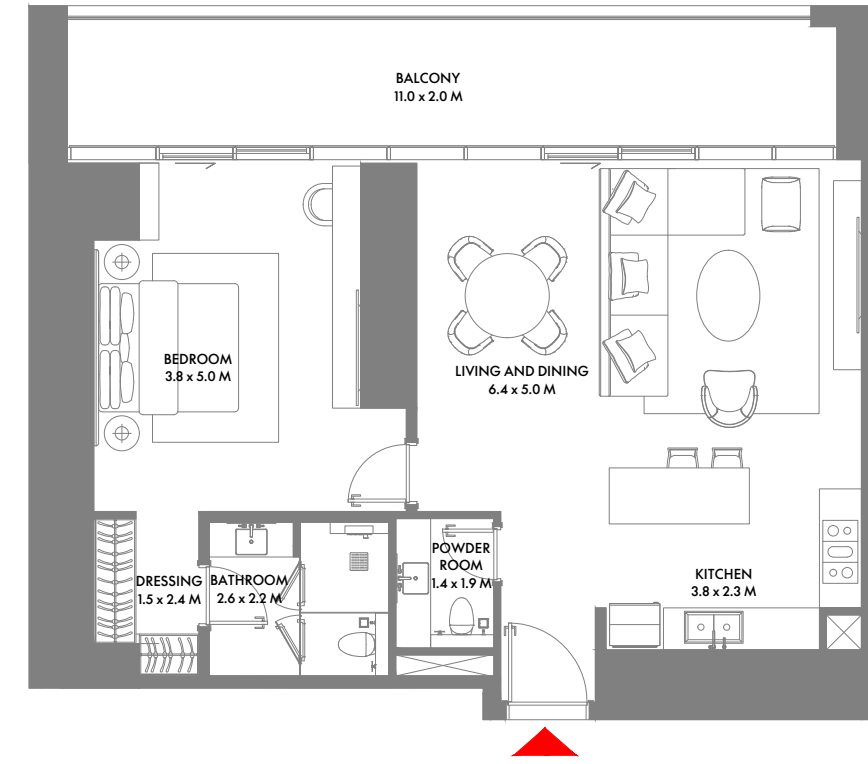 BALCONY
11.0 x 2.0 M
BEDROOM
3.8 x 5.0 M
LIVING AND DINING
6.4 x 5.0 M
POWDER
ROOM
1.4 x 1.9 M
DRESSING
1.5 x 2.4 M
BATHROOM
2.6 x 2.2 M
KITCHEN
3.8 x 2.3 M